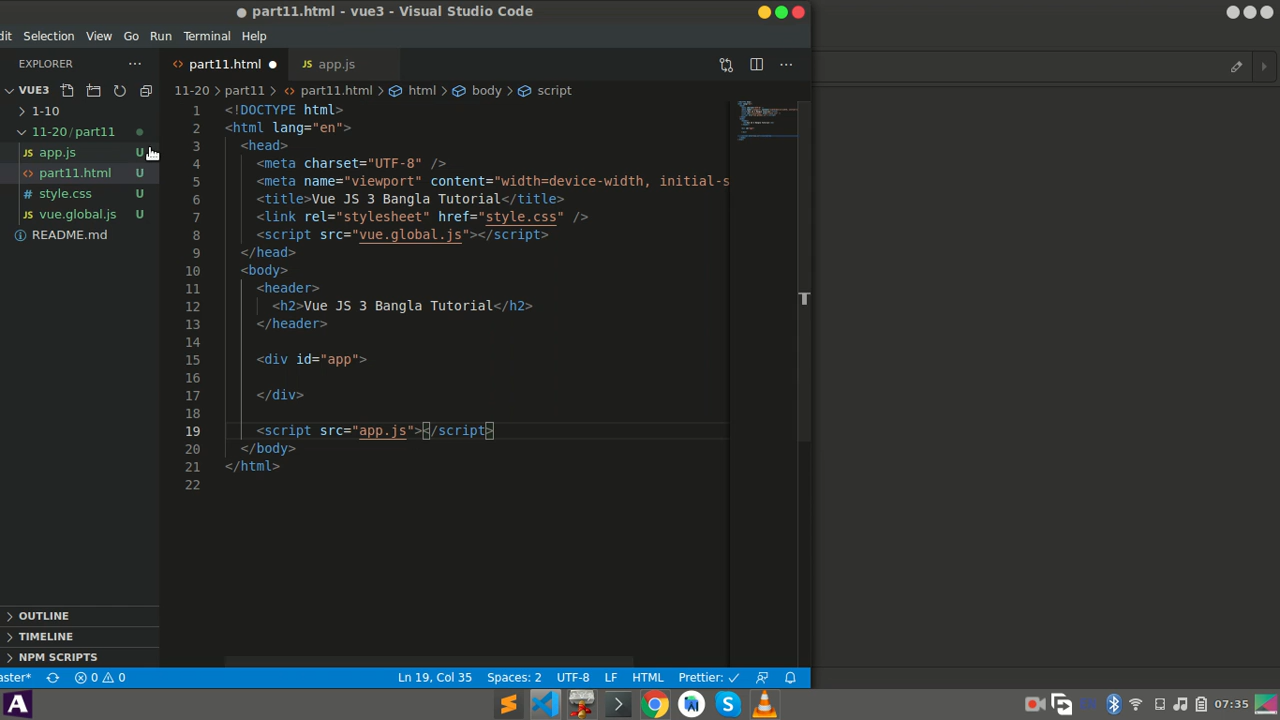 part11.html - vue3 - Visual Studio Code
dit Selection View Go Run Terminal Help
EXPLORER
part11.html
JS app.js
VUE3
11-20 > part11 > part11.html > html > body > script
1-10
11-20 / part11
JS app.js U
part11.html U
# style.css U
JS vue.global.js U
README.md
1 <!DOCTYPE html>
2 <html lang="en">
3 <head>
4 <meta charset="UTF-8" />
5 <meta name="viewport" content="width=device-width, initial-s
6 <title>Vue JS 3 Bangla Tutorial</title>
7 <link rel="stylesheet" href="style.css" />
8 <script src="vue.global.js"></script>
9 </head>
10 <body>
11 <header>
12 <h2>Vue JS 3 Bangla Tutorial</h2>
13 </header>
14
15 <div id="app">
16
17 </div>
18
19 <script src="app.js"></script>
20 </body>
21 </html>
22
OUTLINE
TIMELINE
NPM SCRIPTS
aster* 0 0 Ln 19, Col 35 Spaces: 2 UTF-8 LF HTML Prettier: ✓
07:35